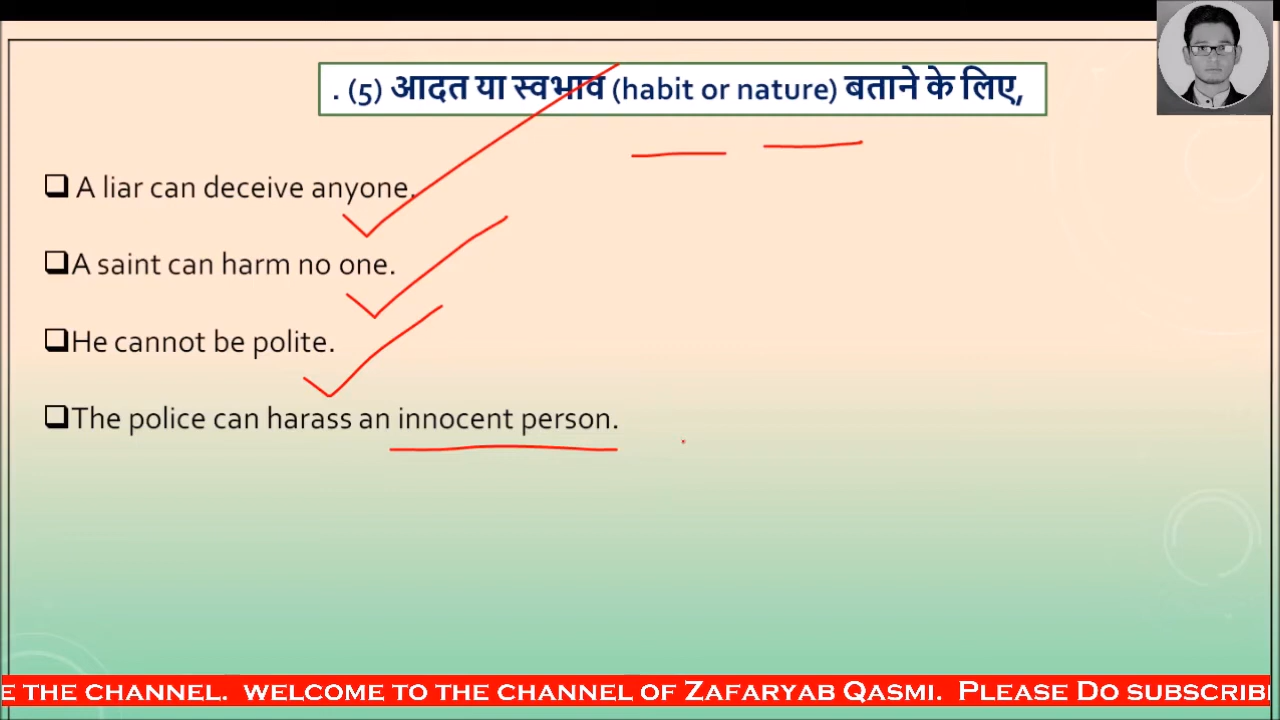 . (5) आदत या स्वभाव (habit or nature) बताने के लिए,
A liar can deceive anyone.
A saint can harm no one.
He cannot be polite.
The police can harass an innocent person.
E THE CHANNEL. WELCOME TO THE CHANNEL OF ZAFARYAB QASMI. PLEASE DO SUBSCRIB